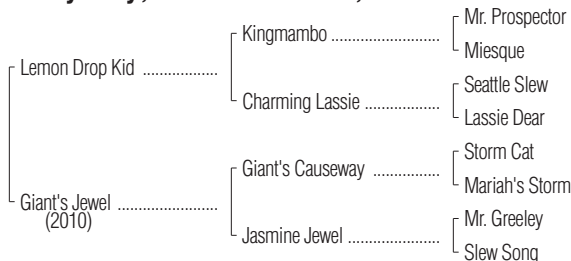 Mr. Prospector
Kingmambo ......................
Miesque
Lemon Drop Kid ................
Seattle Slew
Charming Lassie ................
Lassie Dear
Storm Cat
Giant's Causeway ..............
Mariah's Storm
Giant's Jewel .....................
(2010)
Mr. Greeley
Jasmine Jewel ...................
Slew Song